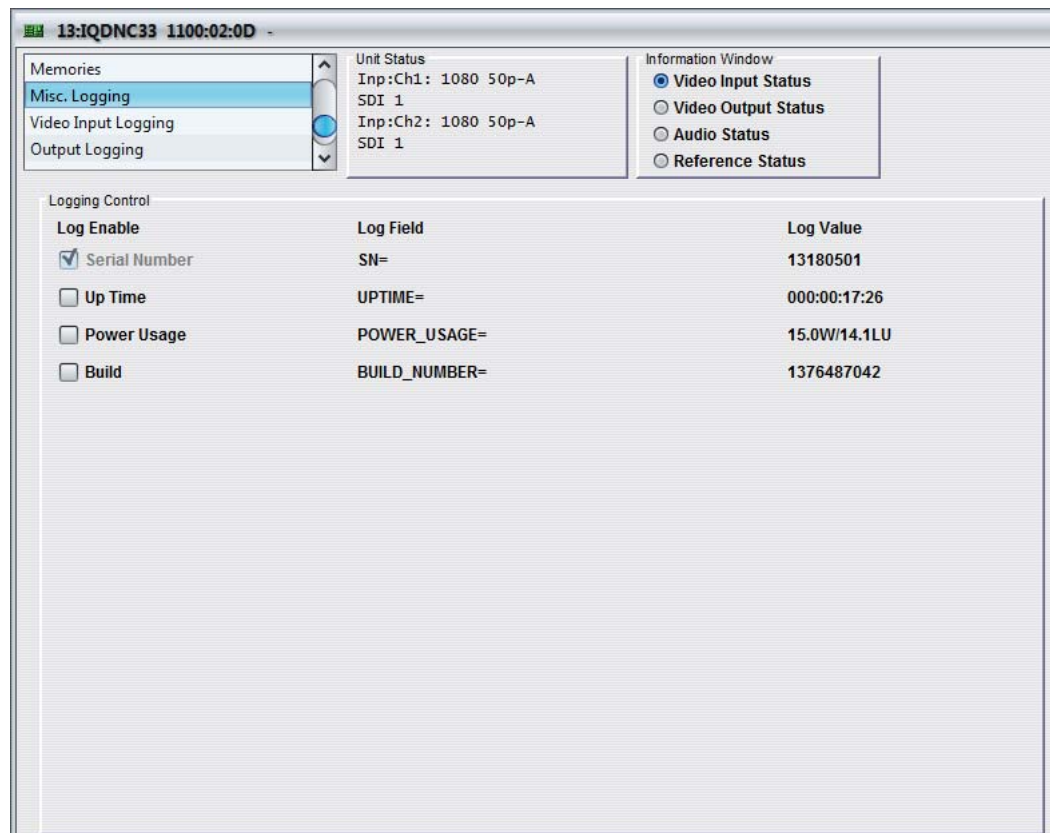 13:IQDNC33 1100:02:0D -
Memories
Misc. Logging
Video Input Logging
Output Logging
Unit Status
Inp:Ch1: 1080 50p-A
SDI 1
Inp:Ch2: 1080 50p-A
SDI 1
Information Window
Video Input Status
Video Output Status
Audio Status
Reference Status
Logging Control
Log Enable Log Field Log Value
Serial Number SN= 13180501
Up Time UPTIME= 000:00:17:26
Power Usage POWER_USAGE= 15.0W/14.1LU
Build BUILD_NUMBER= 1376487042